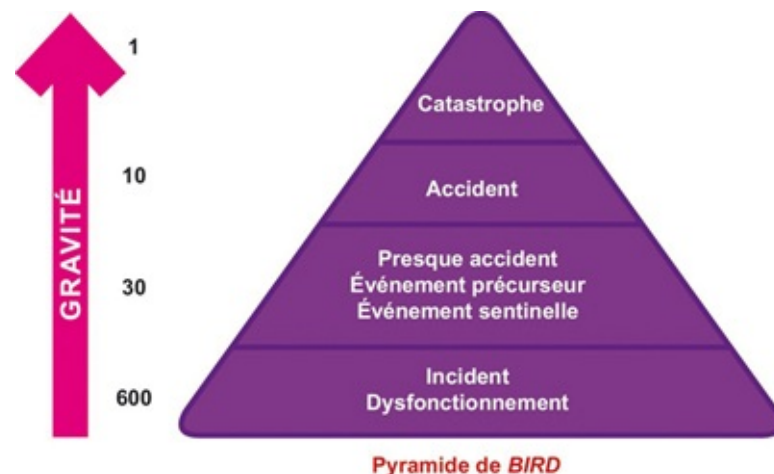 1
Catastrophe
10
Accident
GRAVITÉ
Presque accident
30
Événement précurseur
Événement sentinelle
600
Incident
Dysfonctionnement
Pyramide de BIRD